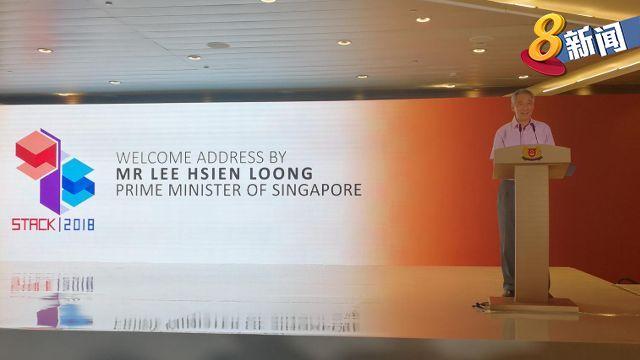 8新闻
WELCOME ADDRESS BY
MR LEE HSIEN LOONG
PRIME MINISTER OF SINGAPORE
STACK | 2018